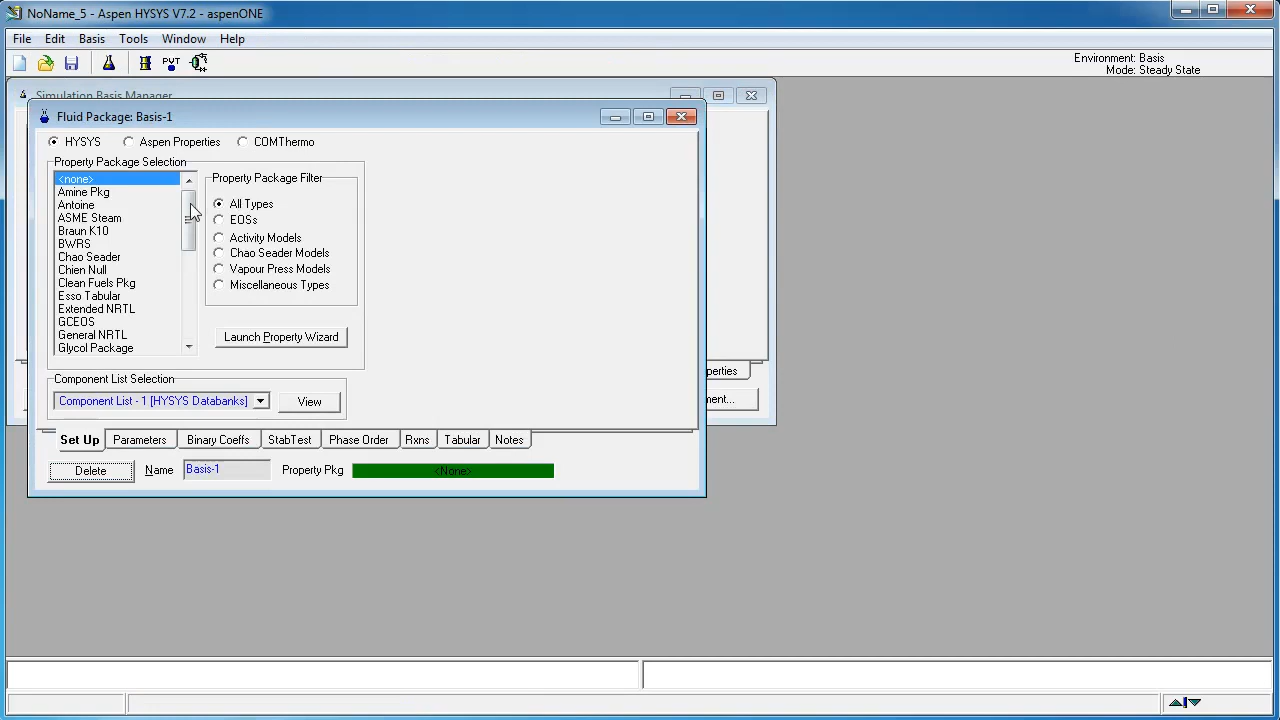 NoName_5 - Aspen HYSYS V7.2 - aspenONE
File Edit Basis Tools Window Help
PVT
Environment: Basis
Mode: Steady State
Simulation Basis Manager
Fluid Package: Basis-1
HYSYS Aspen Properties COMThermo
Property Package Selection
<none>
Amine Pkg
Antoine
ASME Steam
Braun K10
BWRS
Chao Seader
Chien Null
Clean Fuels Pkg
Esso Tabular
Extended NRTL
GCEOS
General NRTL
Glycol Package
Property Package Filter
All Types
EOSs
Activity Models
Chao Seader Models
Vapour Press Models
Miscellaneous Types
Launch Property Wizard
Component List Selection
Component List - 1 [HYSYS Databanks] View
Set Up Parameters Binary Coeffs StabTest Phase Order Rxns Tabular Notes
Delete Name Basis-1 Property Pkg <None>
operties
ment...